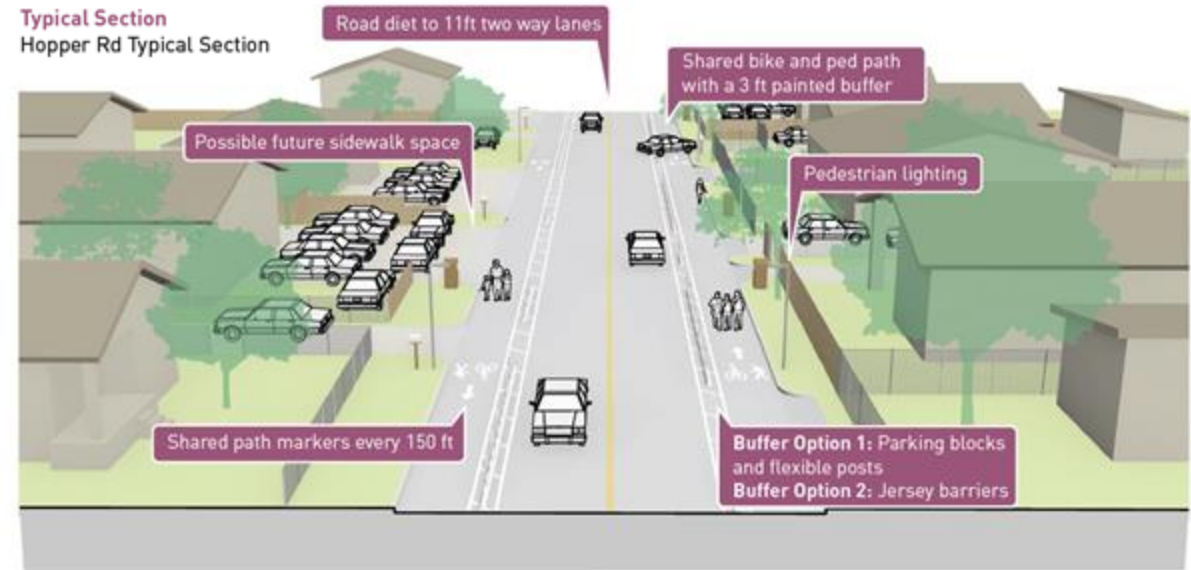 Typical Section
Hopper Rd Typical Section
Road diet to 11ft two way lanes
Shared bike and ped path
with a 3 ft painted buffer
Possible future sidewalk space
Pedestrian lighting
Shared path markers every 150 ft
Buffer Option 1: Parking blocks
and flexible posts
Buffer Option 2: Jersey barriers